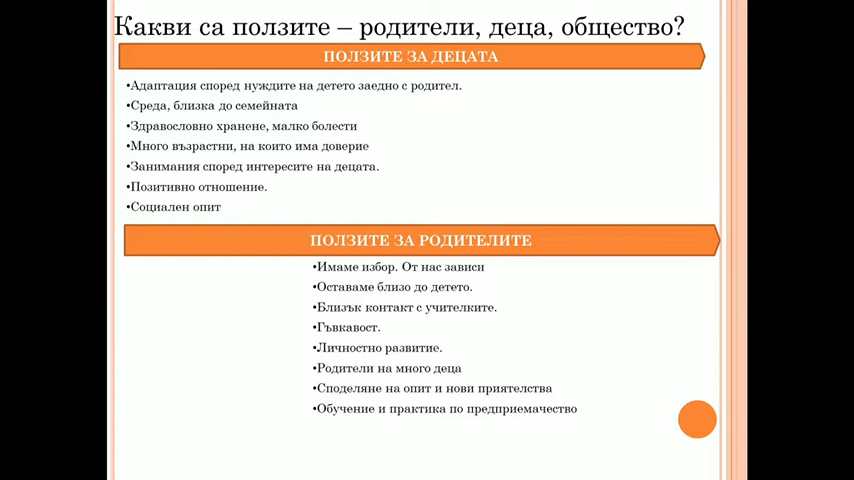 Какви са ползите – родители, деца, общество?
ПОЛЗИТЕ ЗА ДЕЦАТА
•Адаптация според нуждите на детето заедно с родител.
•Среда, близка до семейната
•Здравословно хранене, малко болести
•Много възрастни, на които има доверие
•Занимания според интересите на децата.
•Позитивно отношение.
•Социален опит
ПОЛЗИТЕ ЗА РОДИТЕЛИТЕ
•Имаме избор. От нас зависи
•Оставаме близо до детето.
•Близък контакт с учителките.
•Гъвкавост.
•Личностно развитие.
•Родители на много деца
•Споделяне на опит и нови приятелства
•Обучение и практика по предприемачество